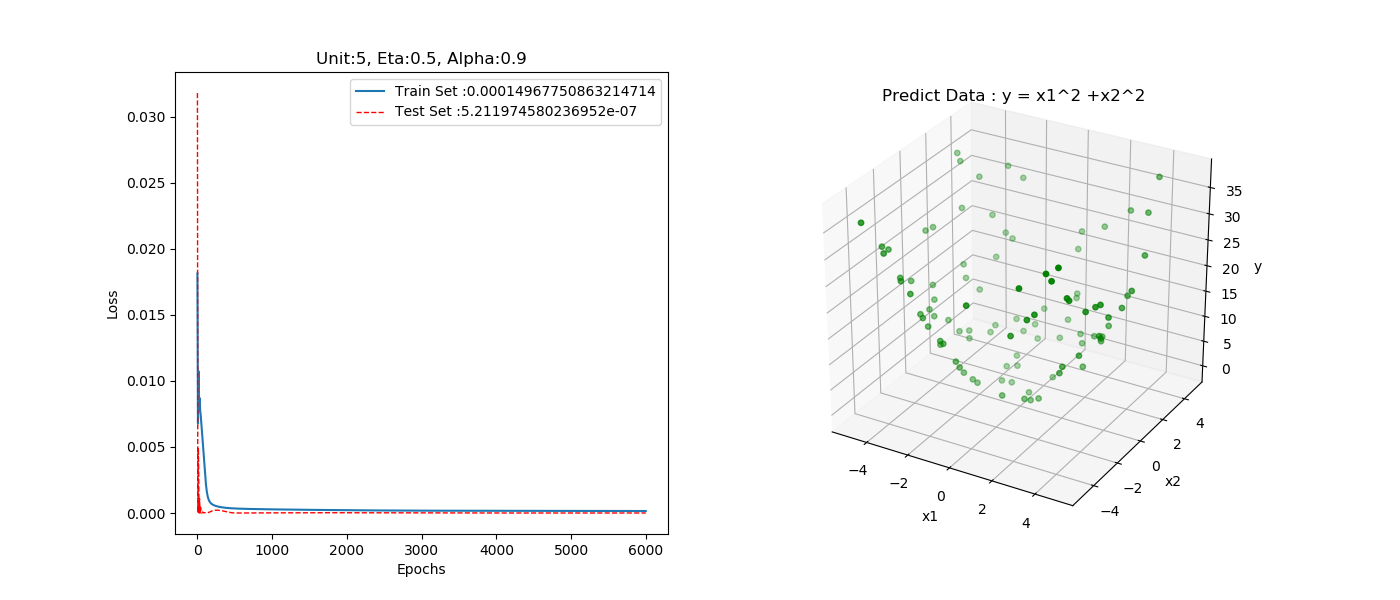 Unit:5, Eta:0.5, Alpha:0.9
Train Set :0.00014967750863214714
Test Set :5.211974580236952e-07
0.030
0.025
0.020
0.015
0.010
0.005
0.000
Loss
0 1000 2000 3000 4000 5000 6000
Epochs
Predict Data : y = x1^2 +x2^2
35
30
25
20
15
10
5
0
y
4
2
0
−2
−4
x2
−4
−2
0
2
4
x1